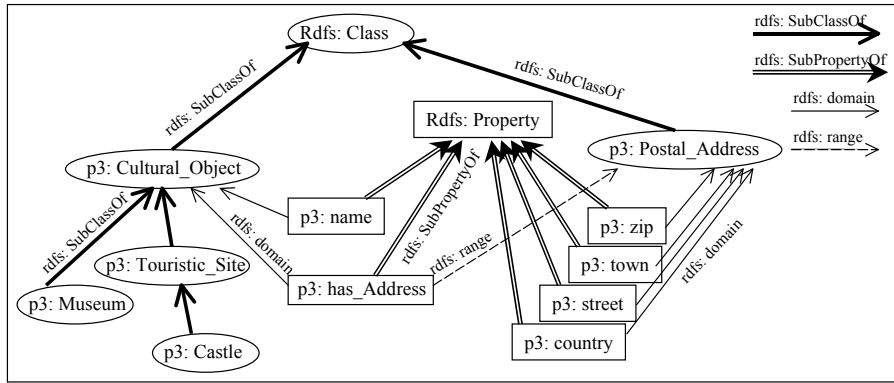 Rdfs: Class
rdfs: SubClassOf
rdfs: SubPropertyOf
rdfs: domain
rdfs: range
rdfs: SubClassOf
rdfs: SubClassOf
Rdfs: Property
p3: Cultural_Object
p3: Postal_Address
rdfs: SubClassOf
p3: name
rdfs: SubPropertyOf
p3: zip
rdfs: domain
rdfs: range
rdfs: domain
p3: Touristic_Site
p3: town
p3: Museum
p3: has_Address
p3: street
p3: country
p3: Castle